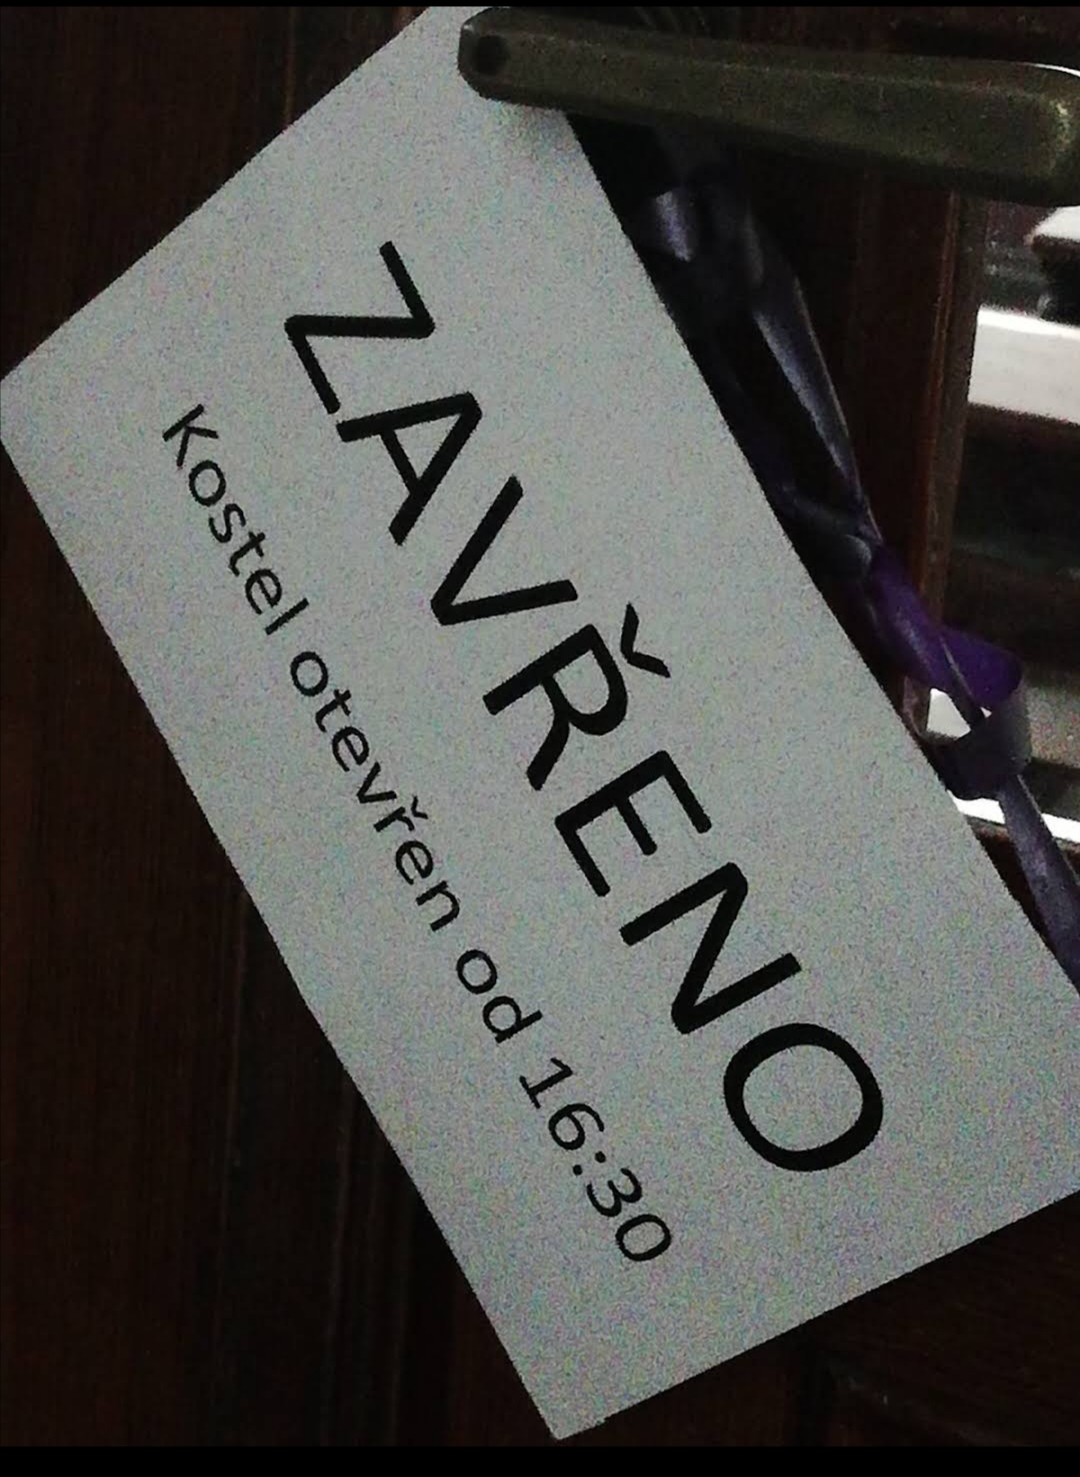 ZAVŘENO
Kostel otevřen od 16:30